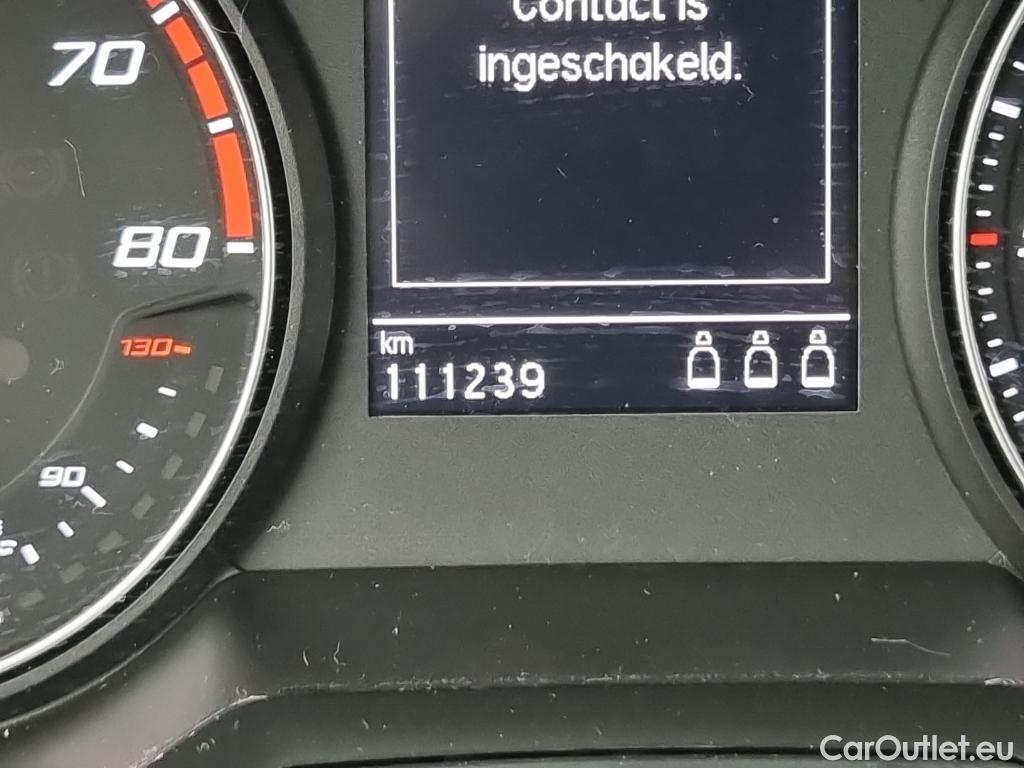 Contact is
ingeschakeld.
70
80
130
90
km
111239
CarOutlet.eu